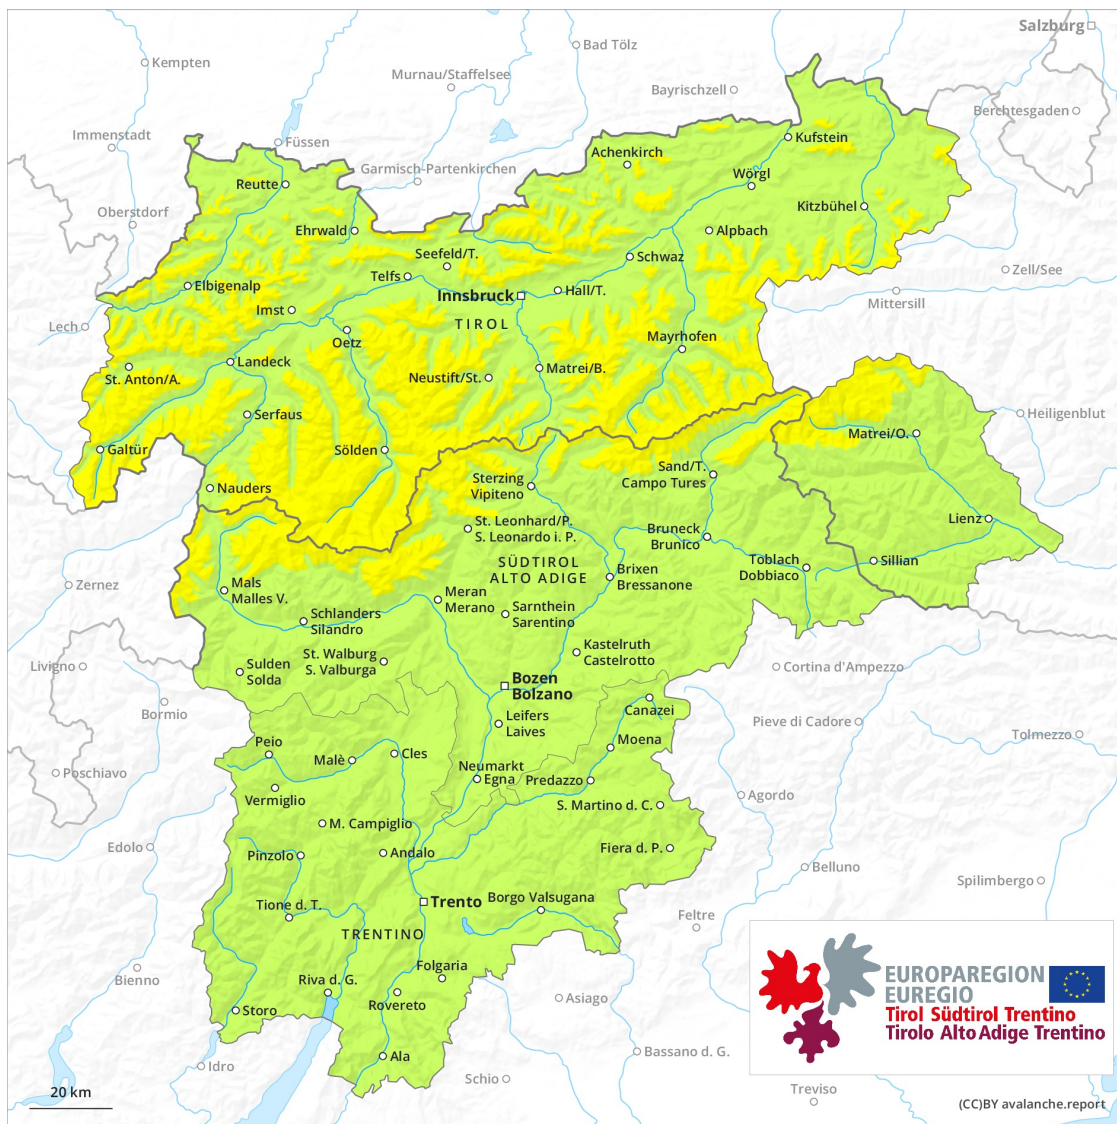 Salzburg
Bad Tölz
Kempten
Murnau/Staffelsee
Bayrischzell
Berchtesgaden
Immenstadt
Füssen
Kufstein
Achenkirch
Garmisch-Partenkirchen
Wörgl
Reutte
Oberstdorf
Kitzbühel
Ehrwald
Alpbach
Seefeld/T.
Schwaz
Telfs
Zell/See
Elbigenalp
Innsbruck
Hall/T.
Mittersill
Imst
TIROL
Lech
Oetz
Mayrhofen
Landeck
Matrei/B.
St. Anton/A.
Neustift/St.
Serfaus
Heiligenblut
Matrei/O.
Galtür
Sölden
Sand/T.
Campo Tures
Sterzing
Vipiteno
Nauders
St. Leonhard/P.
S. Leonardo i. P.
Bruneck
Brunico
Lienz
SÜDTIROL
ALTO ADIGE
Toblach
Dobbiaco
Sillian
Brixen
Bressanone
Zernez
Mals
Malles V.
Meran
Merano
Sarnthein
Sarentino
Schlanders
Silandro
Kastelruth
Castelrotto
St. Walburg
S. Valburga
Livigno
Sulden
Solda
Cortina d'Ampezzo
Bozen
Bolzano
Bormio
Canazei
Leifers
Laives
Pieve di Cadore
Tolmezzo
Moena
Peio
Cles
Malè
Poschiavo
Neumarkt
Egna
Predazzo
Vermiglio
Agordo
S. Martino d. C.
M. Campiglio
Edolo
Pinzolo
Andalo
Fiera d. P.
Belluno
Spilimbergo
Tione d. T.
Trento
Borgo Valsugana
Feltre
TRENTINO
Folgaria
Bienno
Riva d. G.
Rovereto
Asiago
Storo
EUROPAREGION
EUREGIO
Tirol Südtirol Trentino
Tirolo Alto Adige Trentino
Ala
Bassano d. G.
Idro
Schio
Treviso
20 km
(CC)BY avalanche.report